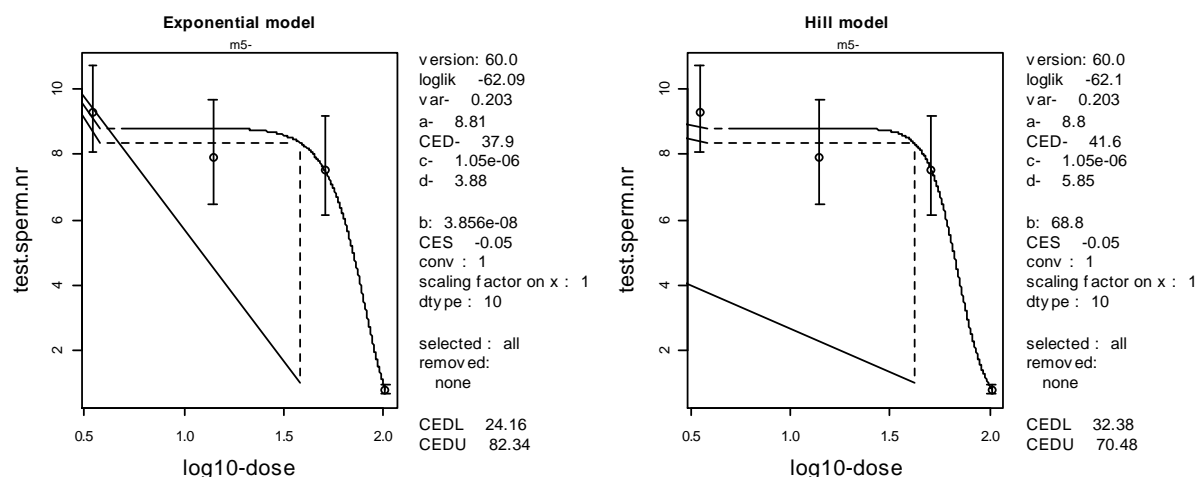 Exponential model
m5-
test.sperm.nr
10
8
6
4
2
0.5
1.0
1.5
2.0
log10-dose
version: 60.0
loglik -62.09
var- 0.203
a- 8.81
CED- 37.9
c- 1.05e-06
d- 3.88
b: 3.856e-08
CES -0.05
conv : 1
scaling factor on x : 1
dtype : 10
selected : all
removed:
none
CEDL 24.16
CEDU 82.34
Hill model
m5-
test.sperm.nr
10
8
6
4
2
0.5
1.0
1.5
2.0
log10-dose
version: 60.0
loglik -62.1
var- 0.203
a- 8.8
CED- 41.6
c- 1.05e-06
d- 5.85
b: 68.8
CES -0.05
conv : 1
scaling factor on x : 1
dtype : 10
selected : all
removed:
none
CEDL 32.38
CEDU 70.48